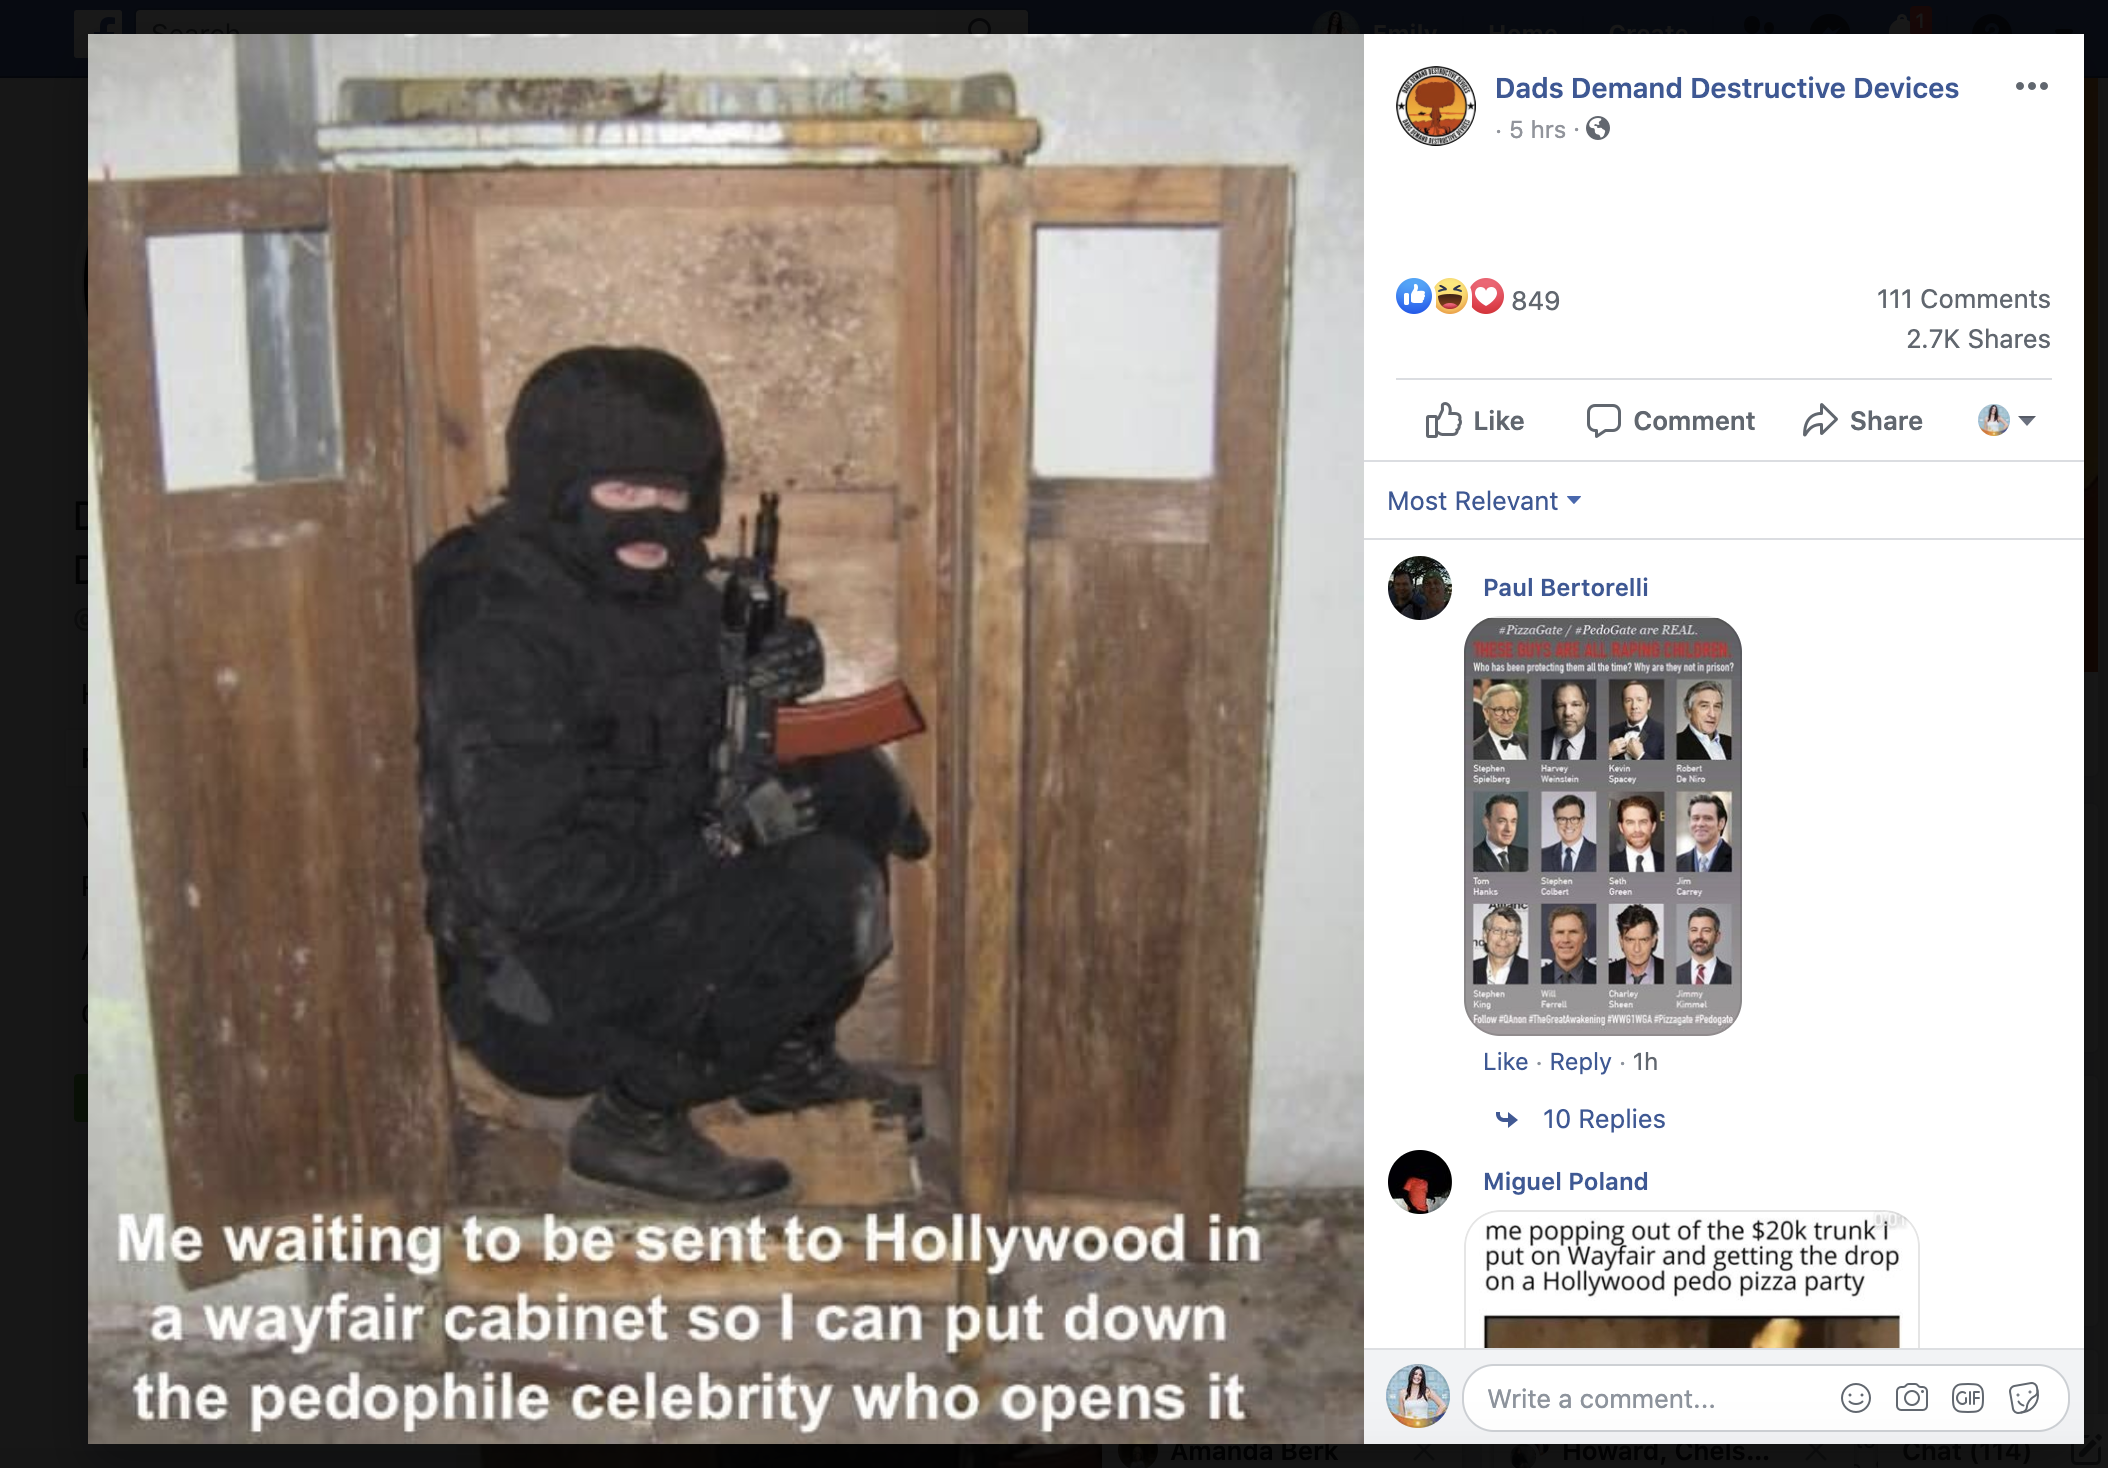 Search
Emily
Home
Create
1
Me waiting to be sent to Hollywood in
a wayfair cabinet so I can put down
the pedophile celebrity who opens it
Dads Demand Destructive Devices
· 5 hrs ·
849
111 Comments
2.7K Shares
Like
Comment
Share
Most Relevant
Paul Bertorelli
#PizzaGate / #PedoGate are REAL.
THESE GUYS ARE ALL RAPING CHILDREN.
Who has been protecting them all the time? Why are they not in prison?
Stephen Spielberg
Harvey Weinstein
Kevin Spacey
Robert De Niro
Tom Hanks
Stephen Colbert
Seth Green
Jim Carrey
Stephen King
Will Ferrell
Charley Sheen
Jimmy Kimmel
Follow #QAnon #TheGreatAwakening #WWG1WGA #Pizzagate #Pedogate
Like · Reply · 1h
10 Replies
Miguel Poland
me popping out of the $20k trunk i
put on Wayfair and getting the drop
on a Hollywood pedo pizza party
Write a comment...
GIF
Amanda Berk
Howard, Chels...
Chat (114)